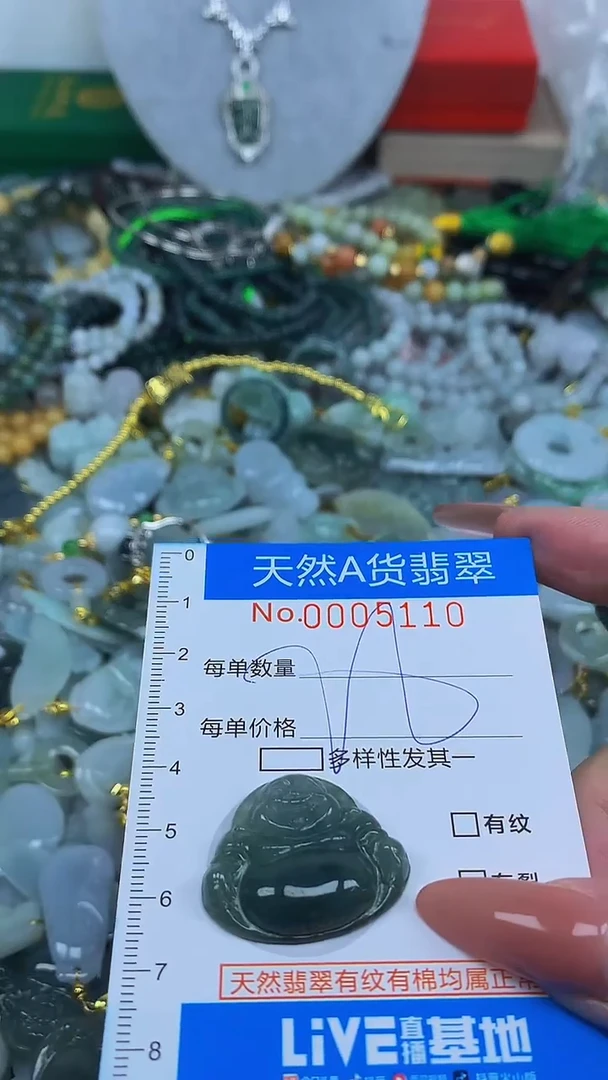 0
天然A货翡翠
No.0005110
1
2
每单数量
3
每单价格
4
多样性发其一
5
有纹
6
有裂
7
天然翡翠有纹有棉均属正常
LiVE直播基地
8